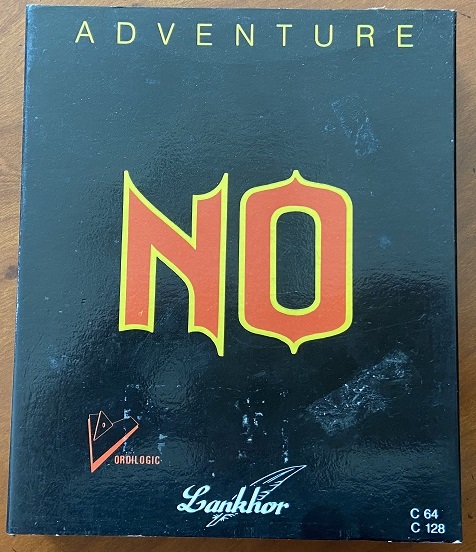 ADVENTURE
NO
ORDILOGIC
Lankhor
C 64
C 128